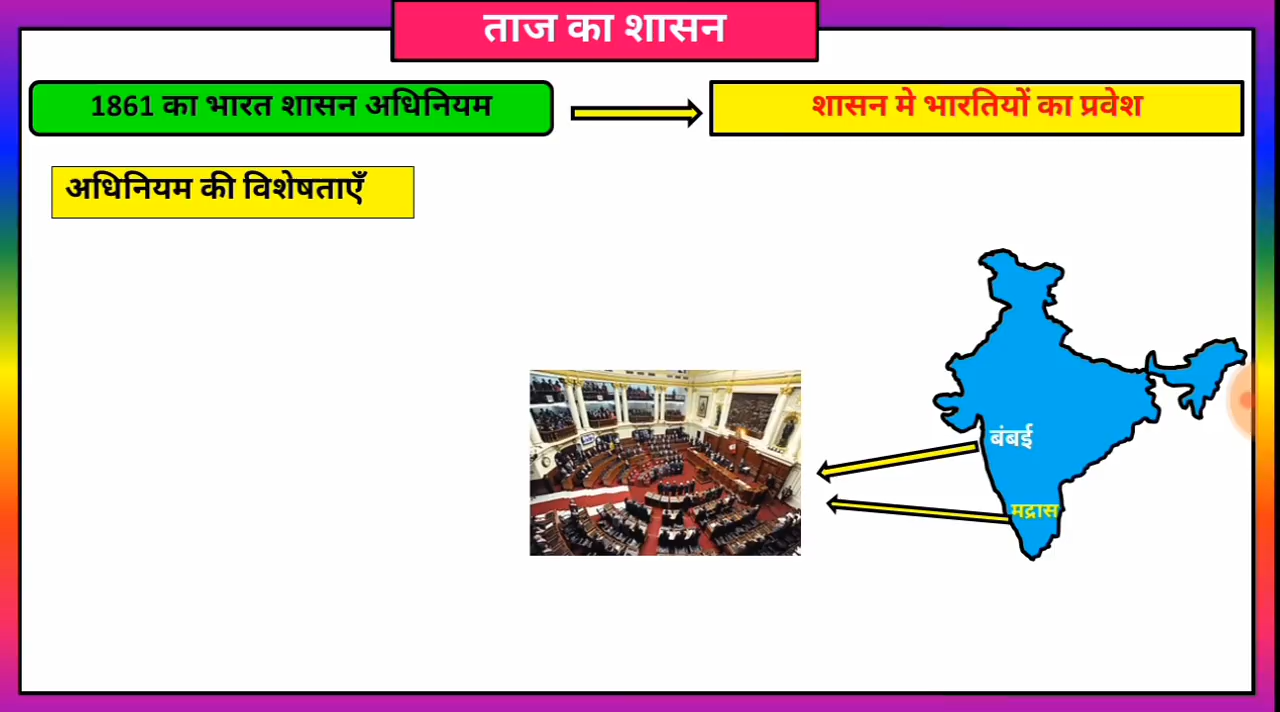 ताज का शासन
1861 का भारत शासन अधिनियम
शासन मे भारतियों का प्रवेश
अधिनियम की विशेषताएँ
बंबई
मद्रास